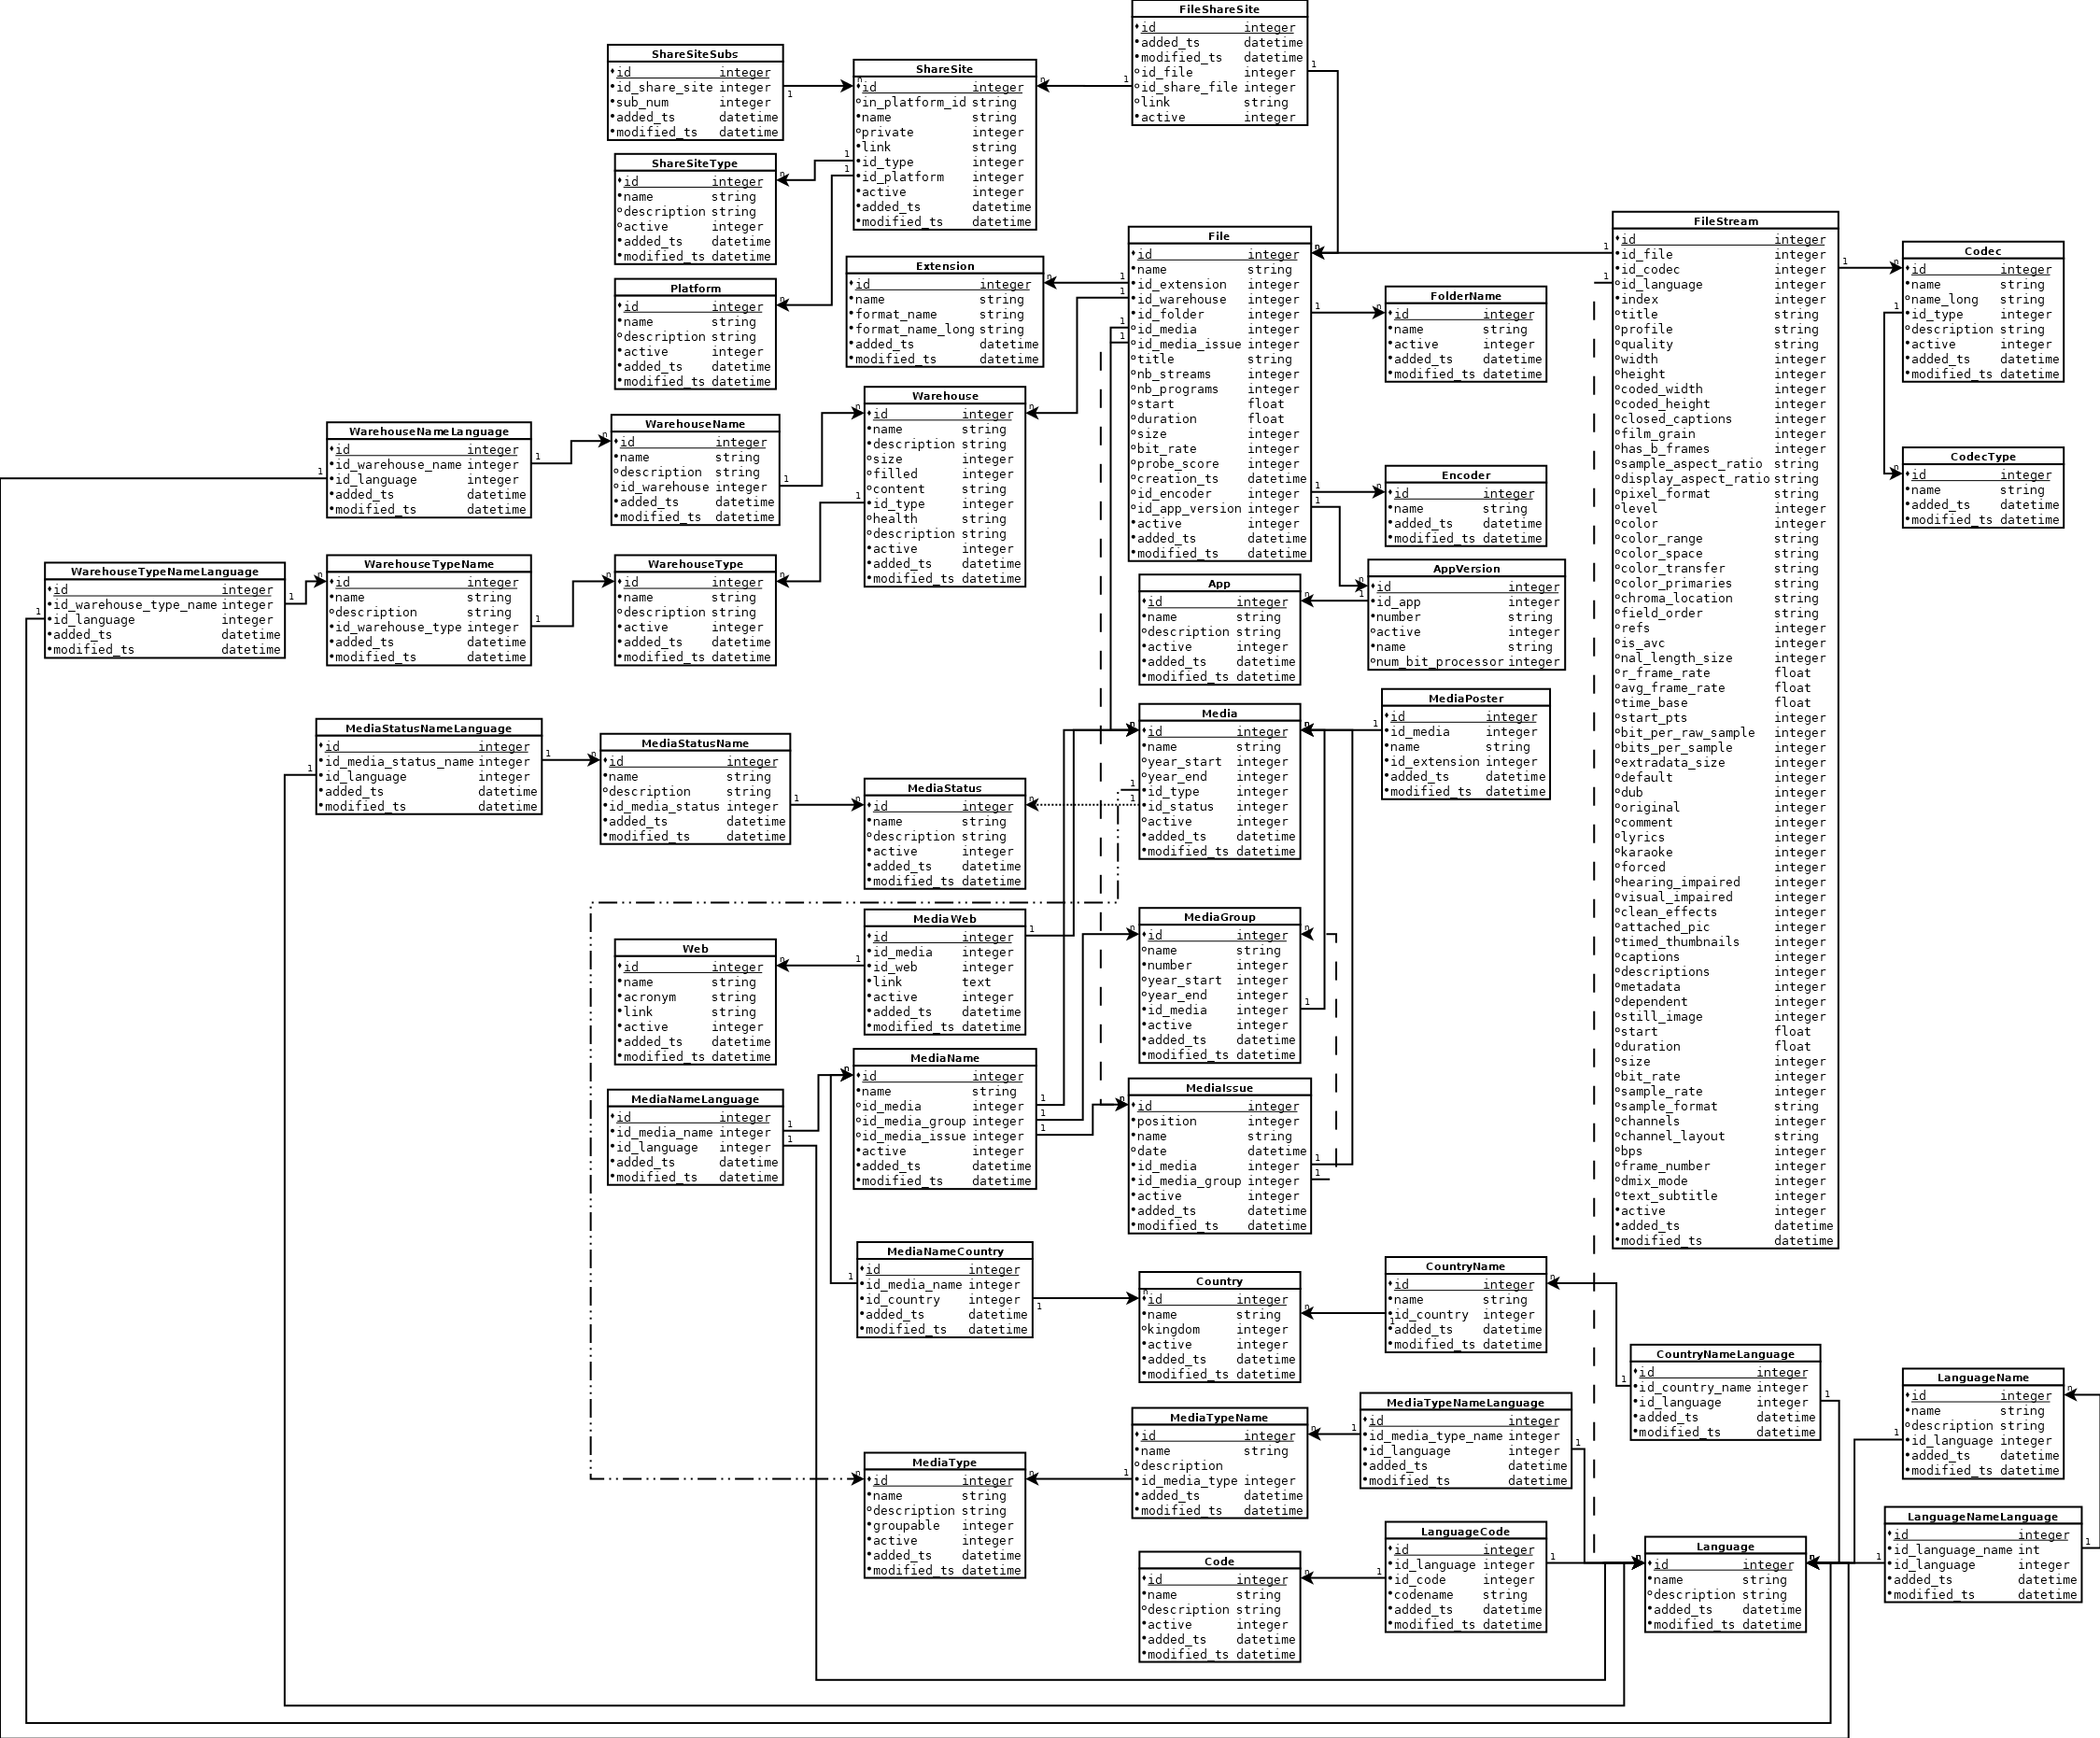 FileShareSite
id integer
added_ts datetime
modified_ts datetime
id_file integer
id_share_file integer
link string
active integer
ShareSiteSubs
id integer
id_share_site integer
sub_num integer
added_ts datetime
modified_ts datetime
ShareSite
id integer
in_platform_id string
name string
private integer
link string
id_type integer
id_platform integer
active integer
added_ts datetime
modified_ts datetime
ShareSiteType
id integer
name string
description string
active integer
added_ts datetime
modified_ts datetime
Platform
id integer
name string
description string
active integer
added_ts datetime
modified_ts datetime
Extension
id integer
name string
format_name string
format_name_long string
added_ts datetime
modified_ts datetime
File
id integer
name string
id_extension integer
id_warehouse integer
id_folder integer
id_media integer
id_media_issue integer
title string
nb_streams integer
nb_programs integer
start float
duration float
size integer
bit_rate integer
probe_score integer
creation_ts datetime
id_encoder integer
id_app_version integer
active integer
added_ts datetime
modified_ts datetime
FolderName
id integer
name string
active integer
added_ts datetime
modified_ts datetime
Encoder
id integer
name string
added_ts datetime
modified_ts datetime
FileStream
id integer
id_file integer
id_codec integer
id_language integer
index integer
title string
profile string
quality string
width integer
height integer
coded_width integer
coded_height integer
closed_captions integer
film_grain integer
has_b_frames integer
sample_aspect_ratio string
display_aspect_ratio string
pixel_format string
level integer
color integer
color_range string
color_space string
color_transfer string
color_primaries string
chroma_location string
field_order string
refs integer
is_avc integer
nal_length_size integer
r_frame_rate float
avg_frame_rate float
time_base float
start_pts integer
bit_per_raw_sample integer
bits_per_sample integer
extradata_size integer
default integer
dub integer
original integer
comment integer
lyrics integer
karaoke integer
forced integer
hearing_impaired integer
visual_impaired integer
clean_effects integer
attached_pic integer
timed_thumbnails integer
captions integer
descriptions integer
metadata integer
dependent integer
still_image integer
start float
duration float
size integer
bit_rate integer
sample_rate integer
sample_format string
channels integer
channel_layout string
bps integer
frame_number integer
dmix_mode integer
text_subtitle integer
active integer
added_ts datetime
modified_ts datetime
Codec
id integer
name string
name_long string
id_type integer
description string
active integer
added_ts datetime
modified_ts datetime
CodecType
id integer
name string
added_ts datetime
modified_ts datetime
WarehouseNameLanguage
id integer
id_warehouse_name integer
id_language integer
added_ts datetime
modified_ts datetime
WarehouseName
id integer
name string
description string
id_warehouse integer
added_ts datetime
modified_ts datetime
Warehouse
id integer
name string
description string
size integer
filled integer
content string
id_type integer
health string
description string
active integer
added_ts datetime
modified_ts datetime
WarehouseTypeNameLanguage
id integer
id_warehouse_type_name integer
id_language integer
added_ts datetime
modified_ts datetime
WarehouseTypeName
id integer
name string
description string
id_warehouse_type integer
added_ts datetime
modified_ts datetime
WarehouseType
id integer
name string
description string
active integer
added_ts datetime
modified_ts datetime
App
id integer
name string
description string
active integer
added_ts datetime
modified_ts datetime
AppVersion
id integer
id_app integer
number string
active integer
name string
num_bit_processor integer
MediaStatusNameLanguage
id integer
id_media_status_name integer
id_language integer
added_ts datetime
modified_ts datetime
MediaStatusName
id integer
name string
description string
id_media_status integer
added_ts datetime
modified_ts datetime
MediaStatus
id integer
name string
description string
active integer
added_ts datetime
modified_ts datetime
Media
id integer
name string
year_start integer
year_end integer
id_type integer
id_status integer
active integer
added_ts datetime
modified_ts datetime
MediaPoster
id integer
id_media integer
name string
id_extension integer
added_ts datetime
modified_ts datetime
Web
id integer
name string
acronym string
link string
active integer
added_ts datetime
modified_ts datetime
MediaWeb
id integer
id_media integer
id_web integer
link text
active integer
added_ts datetime
modified_ts datetime
MediaGroup
id integer
name string
number integer
year_start integer
year_end integer
id_media integer
active integer
added_ts datetime
modified_ts datetime
MediaNameLanguage
id integer
id_media_name integer
id_language integer
added_ts datetime
modified_ts datetime
MediaName
id integer
name string
id_media integer
id_media_group integer
id_media_issue integer
active integer
added_ts datetime
modified_ts datetime
MediaIssue
id integer
position integer
name string
date datetime
id_media integer
id_media_group integer
active integer
added_ts datetime
modified_ts datetime
MediaNameCountry
id integer
id_media_name integer
id_country integer
added_ts datetime
modified_ts datetime
Country
id integer
name string
kingdom integer
active integer
added_ts datetime
modified_ts datetime
CountryName
id integer
name string
id_country integer
added_ts datetime
modified_ts datetime
CountryNameLanguage
id integer
id_country_name integer
id_language integer
added_ts datetime
modified_ts datetime
LanguageName
id integer
name string
description string
id_language integer
added_ts datetime
modified_ts datetime
MediaType
id integer
name string
description string
groupable integer
active integer
added_ts datetime
modified_ts datetime
MediaTypeName
id integer
name string
description
id_media_type integer
added_ts datetime
modified_ts datetime
MediaTypeNameLanguage
id integer
id_media_type_name integer
id_language integer
added_ts datetime
modified_ts datetime
Code
id integer
name string
description string
active integer
added_ts datetime
modified_ts datetime
LanguageCode
id integer
id_language integer
id_code integer
codename string
added_ts datetime
modified_ts datetime
Language
id integer
name string
description string
added_ts datetime
modified_ts datetime
LanguageNameLanguage
id integer
id_language_name int
id_language integer
added_ts datetime
modified_ts datetime